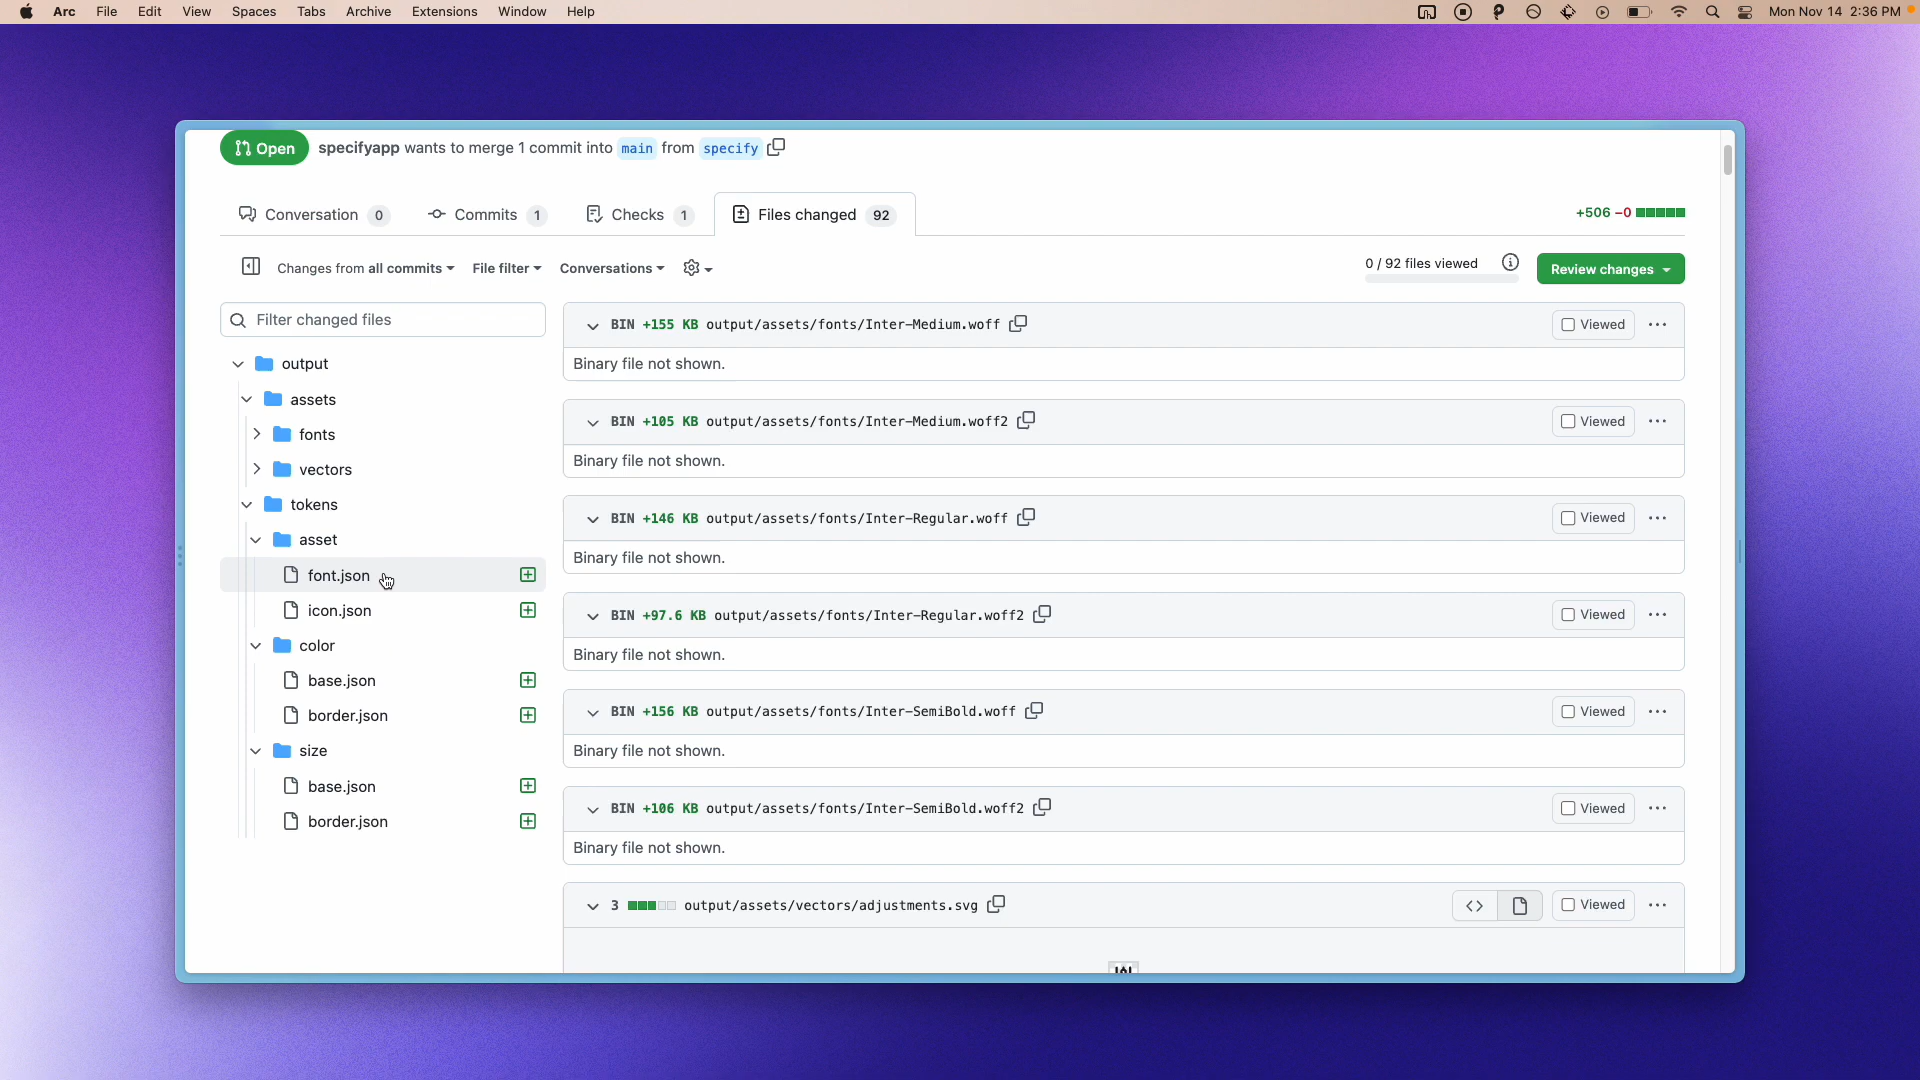 Arc File Edit View Spaces Tabs Archive Extensions Window Help Mon Nov 14 2:36 PM
Open specifyapp wants to merge 1 commit into main from specify
Conversation 0 Commits 1 Checks 1 Files changed 92 +506 −0
Changes from all commits File filter Conversations 0 / 92 files viewed Review changes
Filter changed files
output
assets
fonts
vectors
tokens
asset
font.json
icon.json
color
base.json
border.json
size
base.json
border.json
BIN +155 KB output/assets/fonts/Inter-Medium.woff Viewed
Binary file not shown.
BIN +105 KB output/assets/fonts/Inter-Medium.woff2 Viewed
Binary file not shown.
BIN +146 KB output/assets/fonts/Inter-Regular.woff Viewed
Binary file not shown.
BIN +97.6 KB output/assets/fonts/Inter-Regular.woff2 Viewed
Binary file not shown.
BIN +156 KB output/assets/fonts/Inter-SemiBold.woff Viewed
Binary file not shown.
BIN +106 KB output/assets/fonts/Inter-SemiBold.woff2 Viewed
Binary file not shown.
3 output/assets/vectors/adjustments.svg Viewed